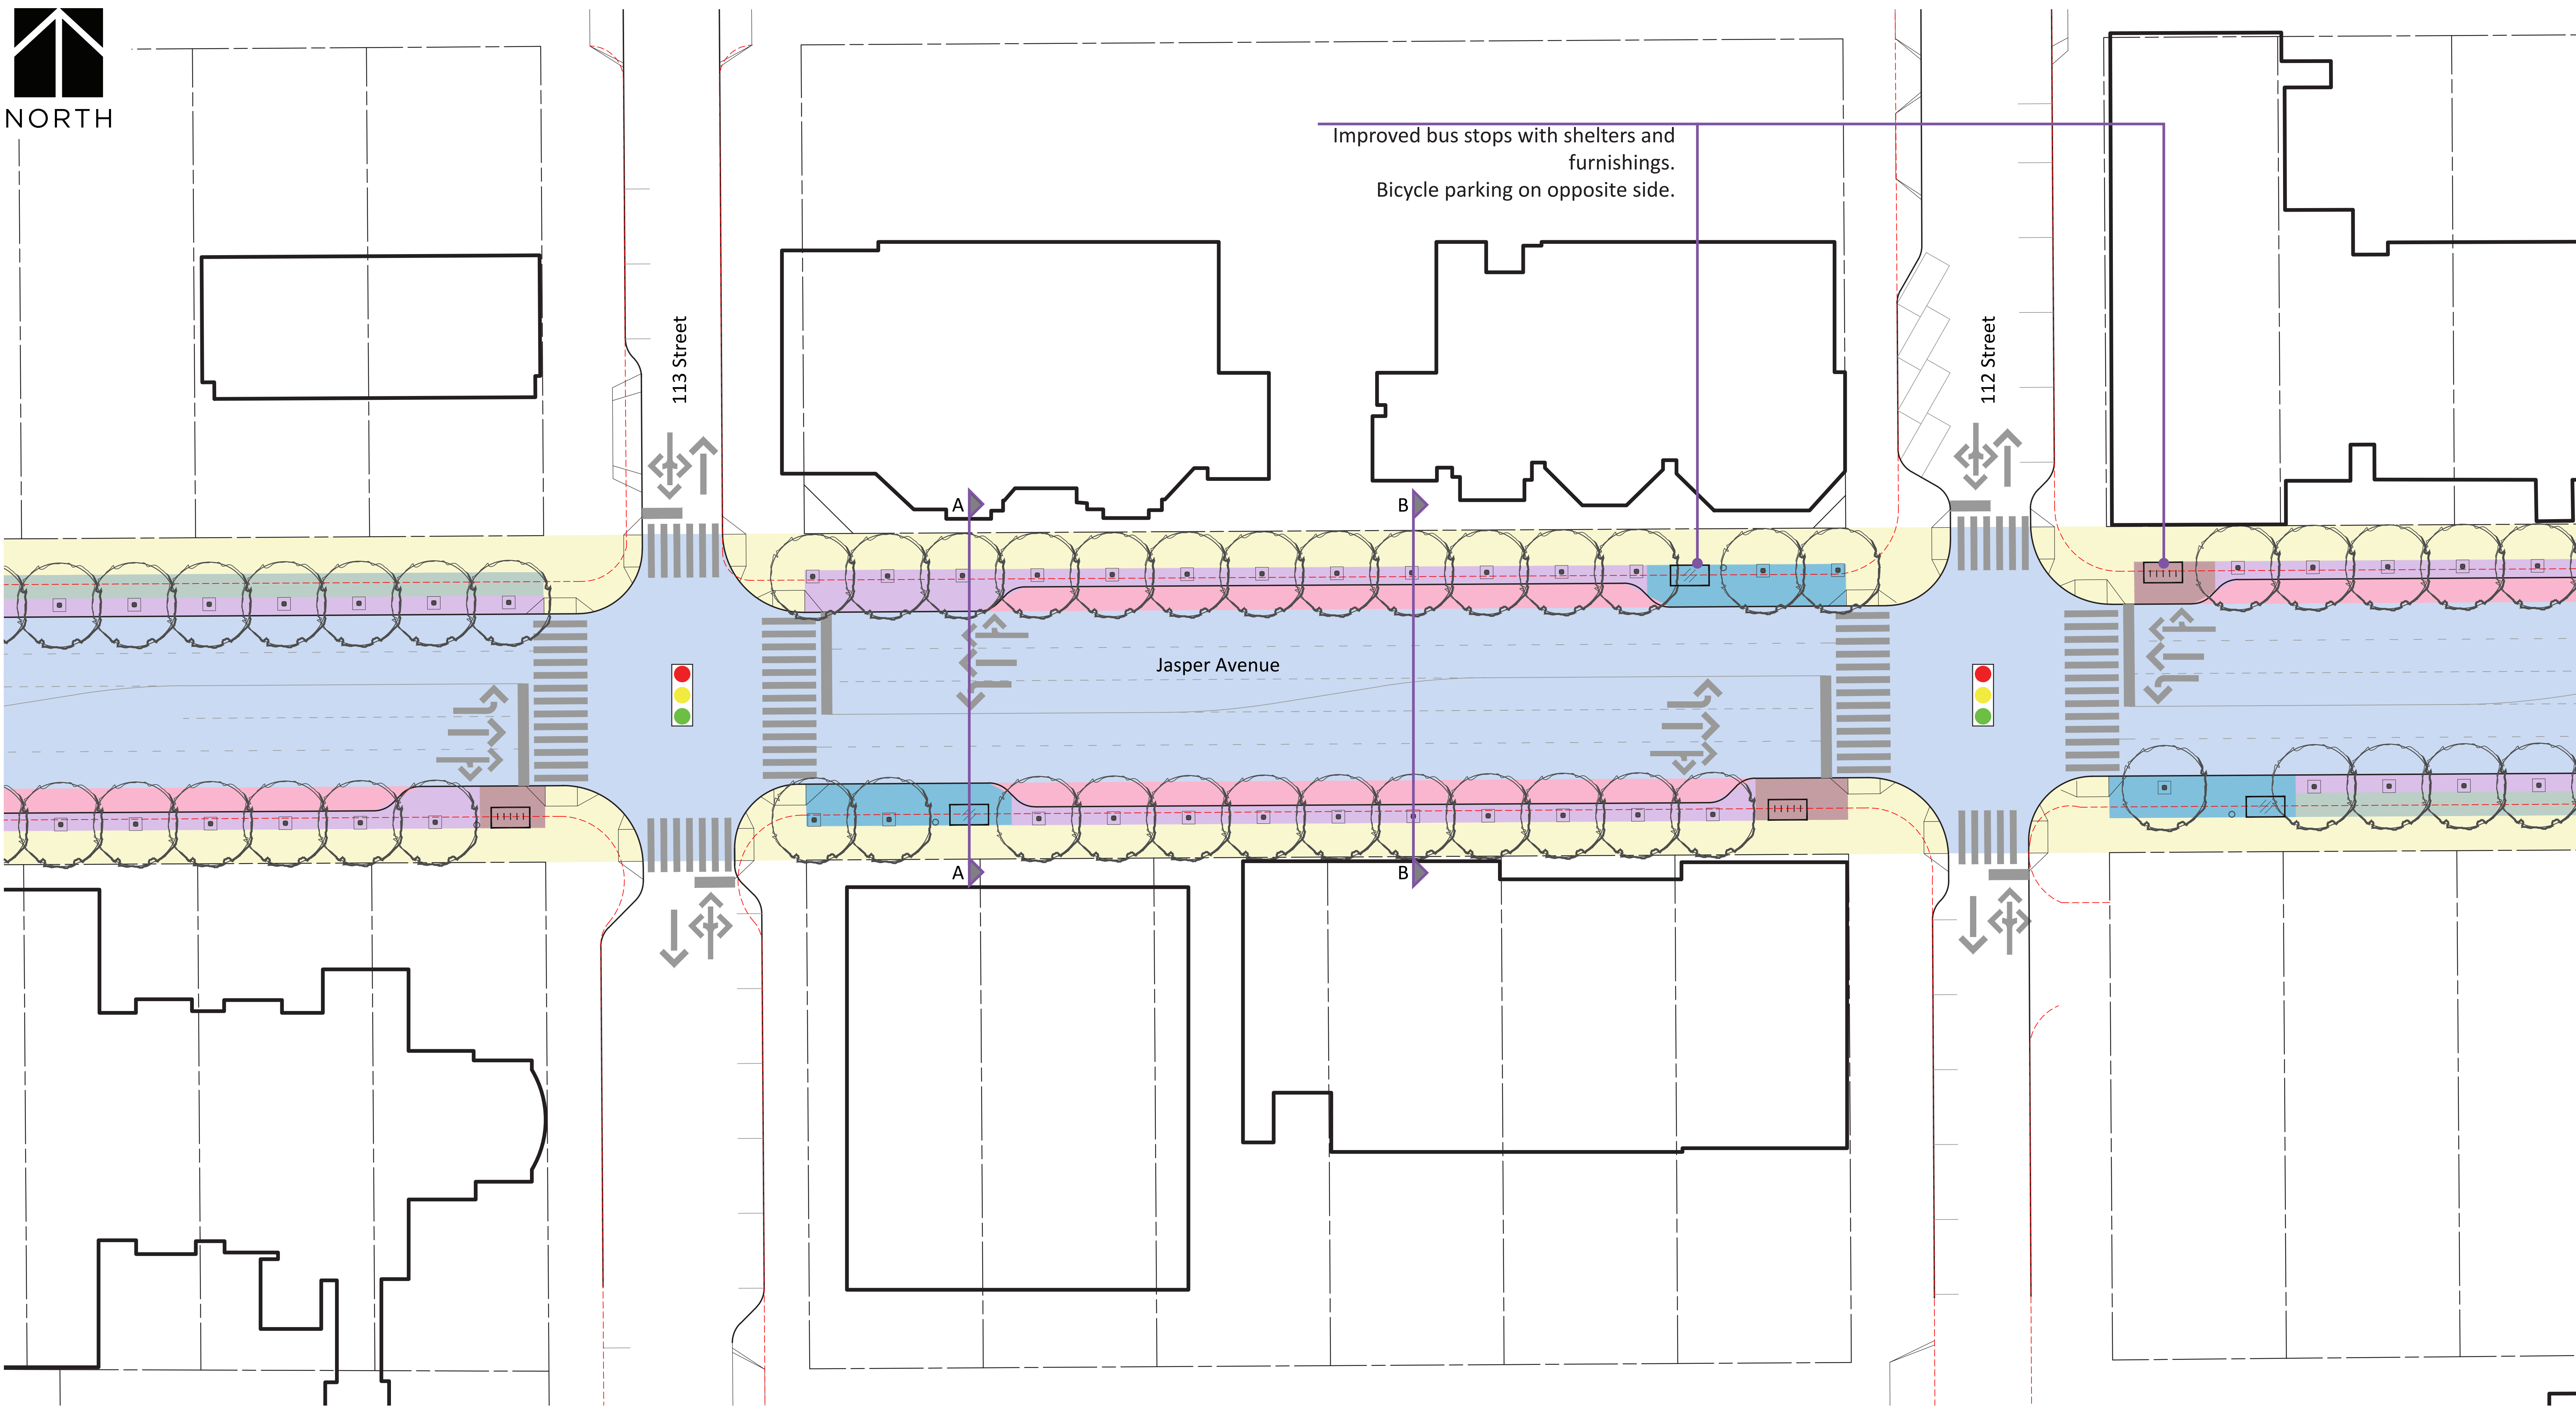 NORTH
Improved bus stops with shelters and
furnishings.
Bicycle parking on opposite side.
113 Street
112 Street
A
B
Jasper Avenue
A
B